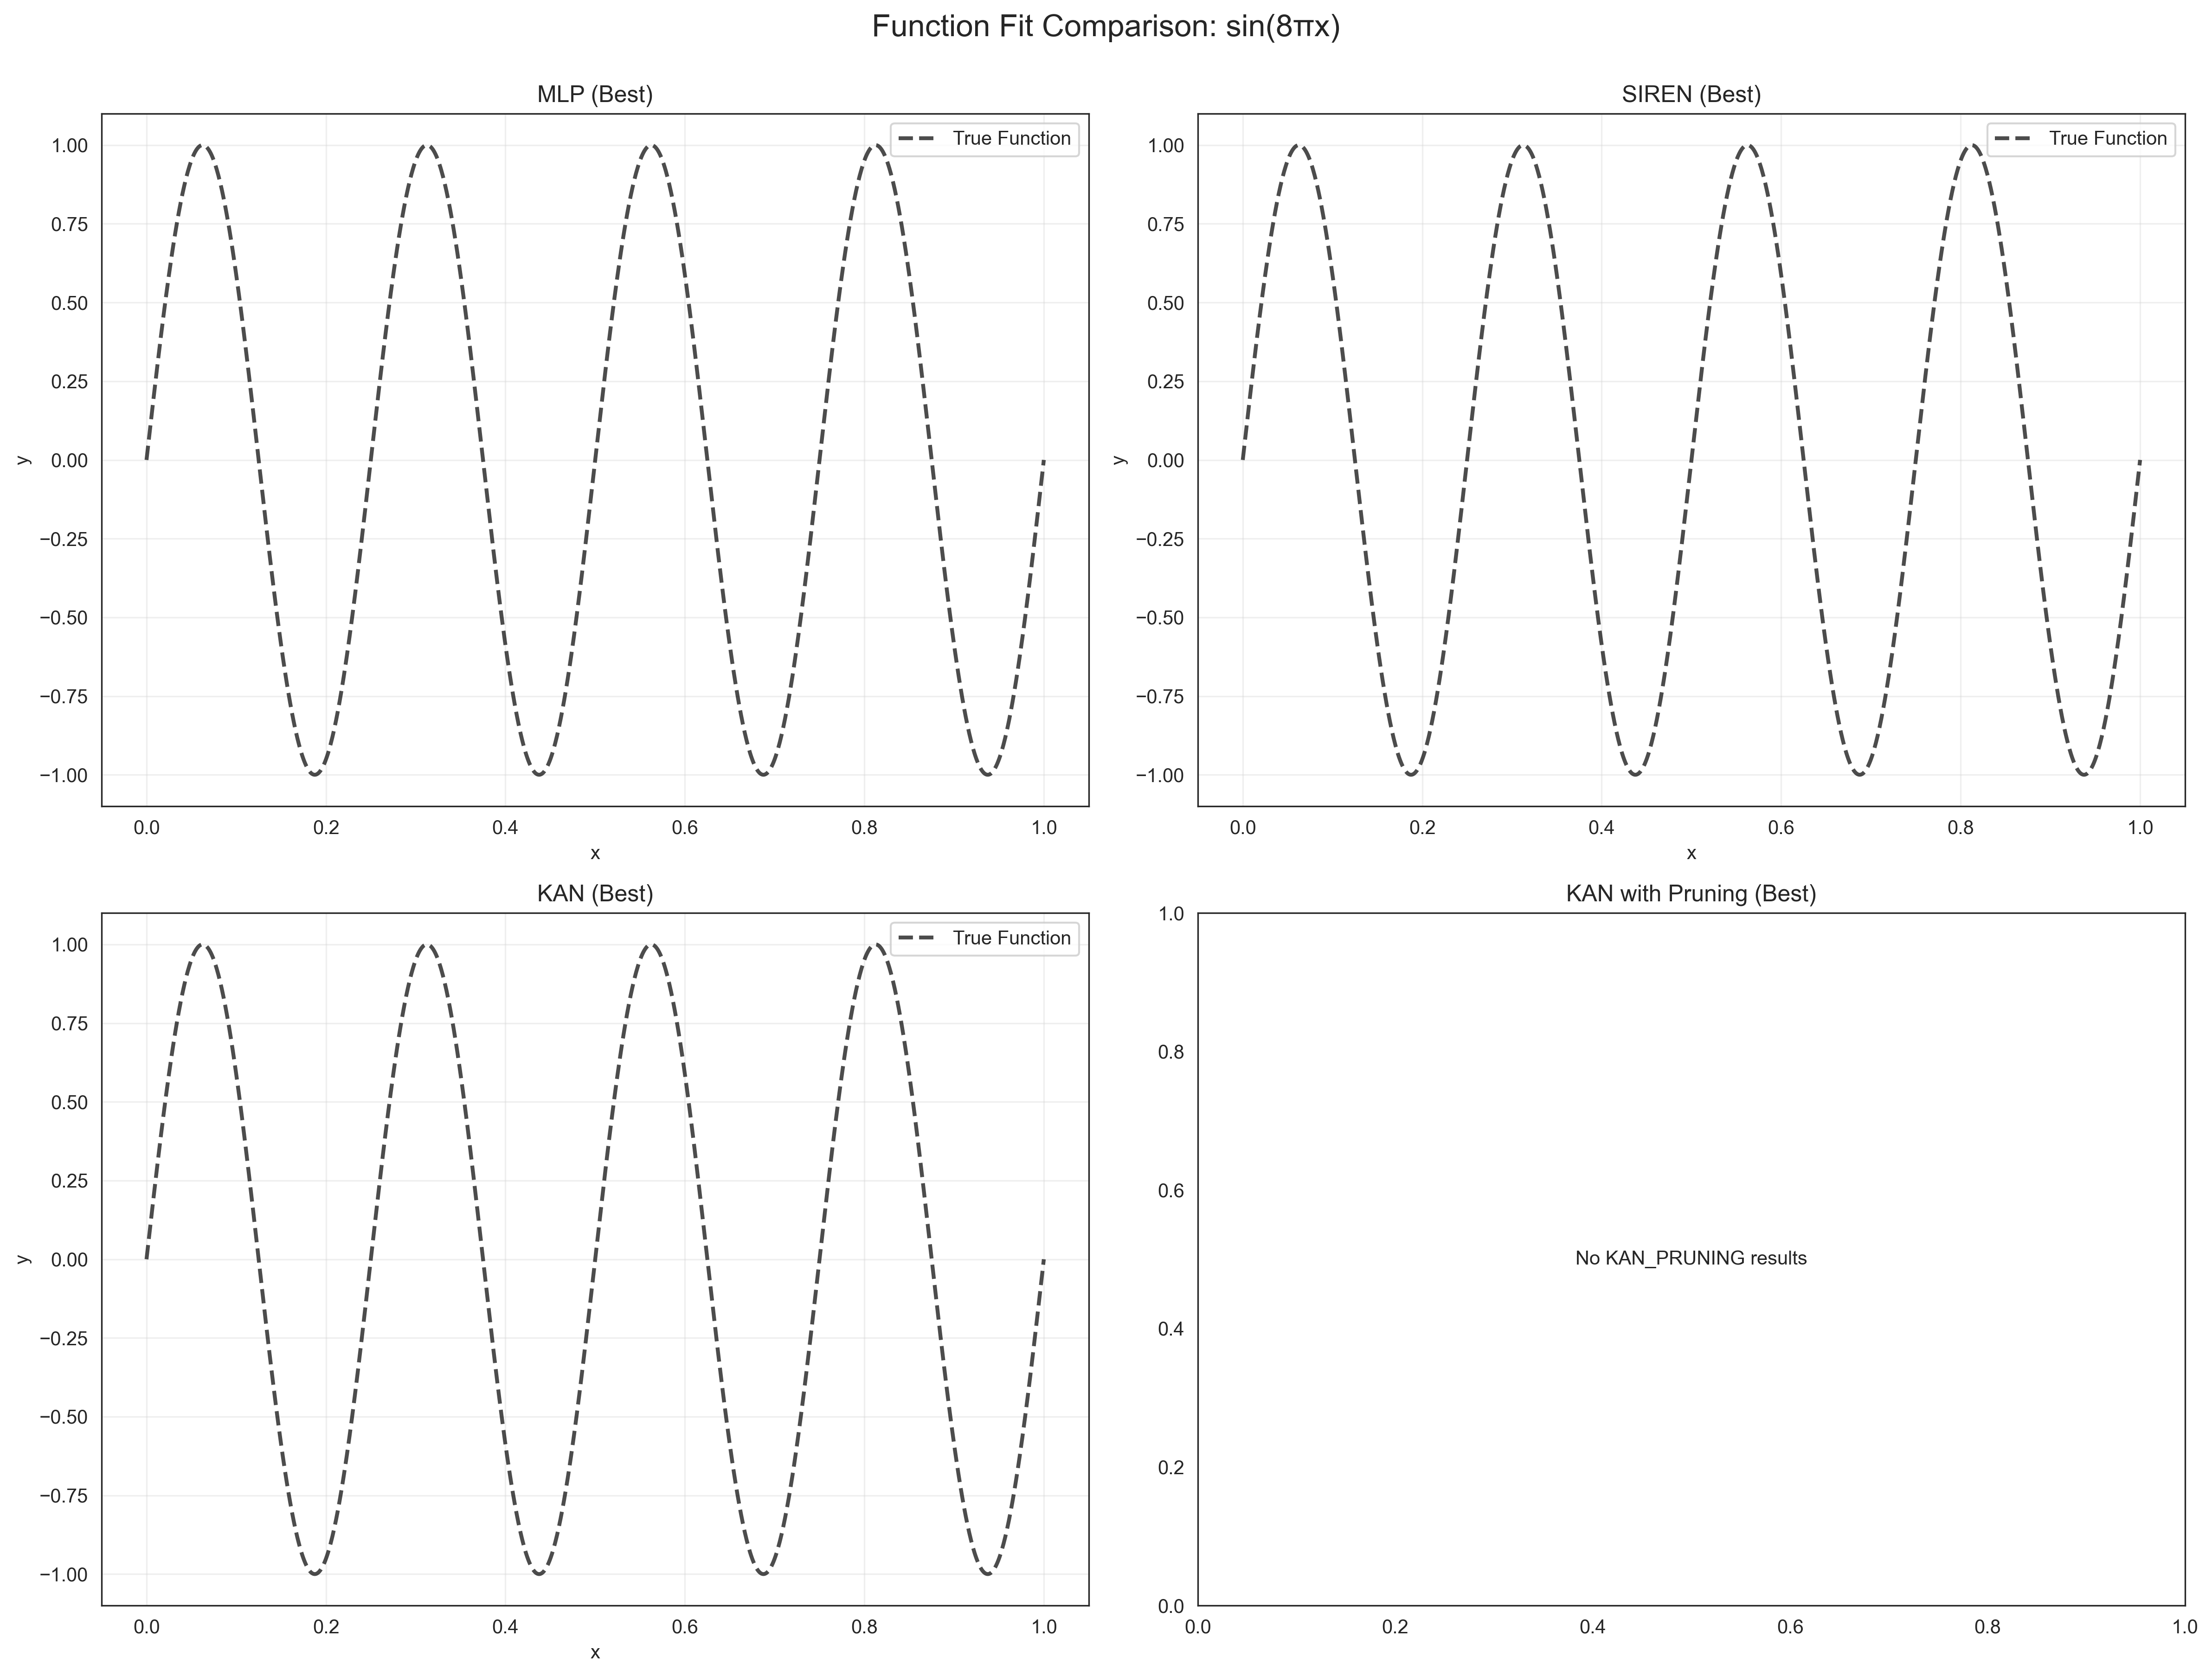 Function Fit Comparison: sin(8πx)
MLP (Best)
True Function
1.00
0.75
0.50
0.25
0.00
−0.25
−0.50
−0.75
−1.00
y
0.0 0.2 0.4 0.6 0.8 1.0
x
SIREN (Best)
True Function
1.00
0.75
0.50
0.25
0.00
−0.25
−0.50
−0.75
−1.00
y
0.0 0.2 0.4 0.6 0.8 1.0
x
KAN (Best)
True Function
1.00
0.75
0.50
0.25
0.00
−0.25
−0.50
−0.75
−1.00
y
0.0 0.2 0.4 0.6 0.8 1.0
x
KAN with Pruning (Best)
1.0
0.8
0.6
No KAN_PRUNING results
0.4
0.2
0.0
0.0 0.2 0.4 0.6 0.8 1.0